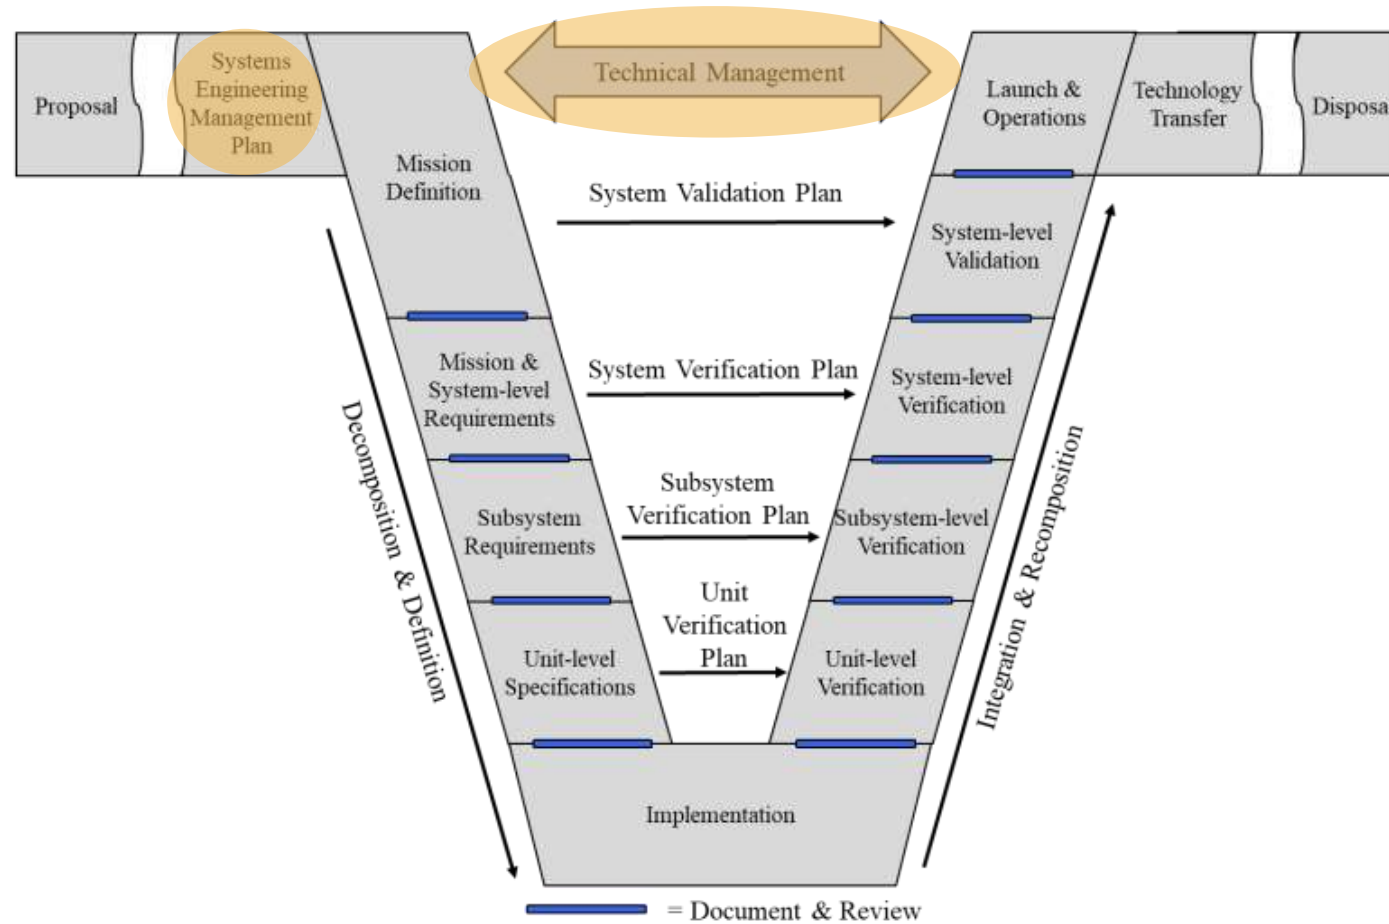 Proposal
Systems
Engineering
Management
Plan
Technical Management
Launch &
Operations
Technology
Transfer
Disposa
Mission
Definition
System Validation Plan
System-level
Validation
Mission &
System-level
Requirements
System Verification Plan
System-level
Verification
Decomposition & Definition
Subsystem
Requirements
Subsystem
Verification Plan
Subsystem-level
Verification
Integration & Recomposition
Unit-level
Specifications
Unit
Verification
Plan
Unit-level
Verification
Implementation
= Document & Review